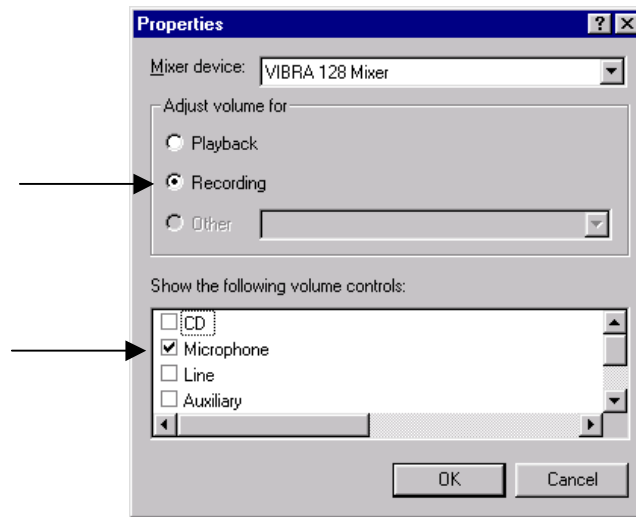 Properties
Mixer device: VIBRA 128 Mixer
Adjust volume for
Playback
Recording
Other
Show the following volume controls:
CD
Microphone
Line
Auxiliary
OK Cancel